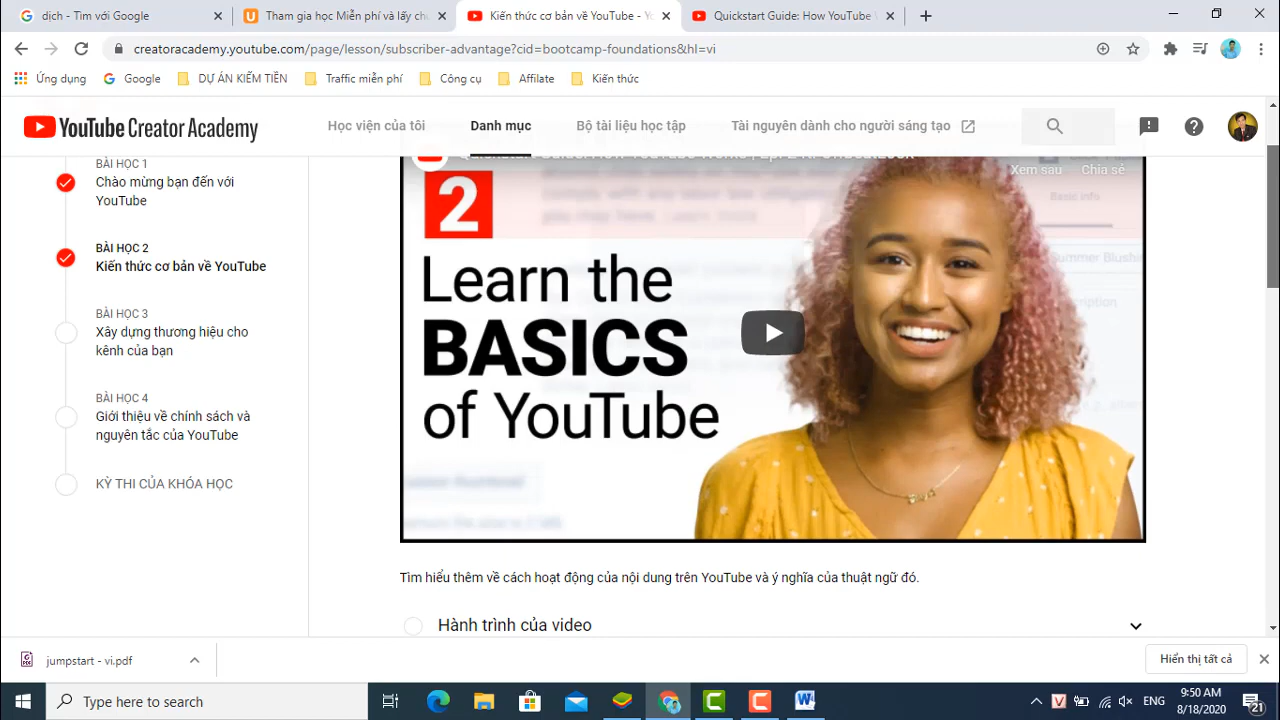 dịch - Tìm với Google
Tham gia học Miễn phí và lấy ch
Kiến thức cơ bản về YouTube - Y
Quickstart Guide: How YouTube
creatoracademy.youtube.com/page/lesson/subscriber-advantage?cid=bootcamp-foundations&hl=vi
Ứng dụng
Google
DỰ ÁN KIẾM TIỀN
Traffic miễn phí
Công cụ
Affilate
Kiến thức
YouTube Creator Academy
Học viện của tôi
Danh mục
Bộ tài liệu học tập
Tài nguyên dành cho người sáng tạo
BÀI HỌC 1
Chào mừng bạn đến với
YouTube
BÀI HỌC 2
Kiến thức cơ bản về YouTube
BÀI HỌC 3
Xây dựng thương hiệu cho
kênh của bạn
BÀI HỌC 4
Giới thiệu về chính sách và
nguyên tắc của YouTube
KỲ THI CỦA KHÓA HỌC
Xem sau
Chia sẻ
Basic info
2
Learn the
BASICS
of YouTube
Tìm hiểu thêm về cách hoạt động của nội dung trên YouTube và ý nghĩa của thuật ngữ đó.
Hành trình của video
jumpstart - vi.pdf
Hiển thị tất cả
Type here to search
ENG
9:50 AM
8/18/2020
21